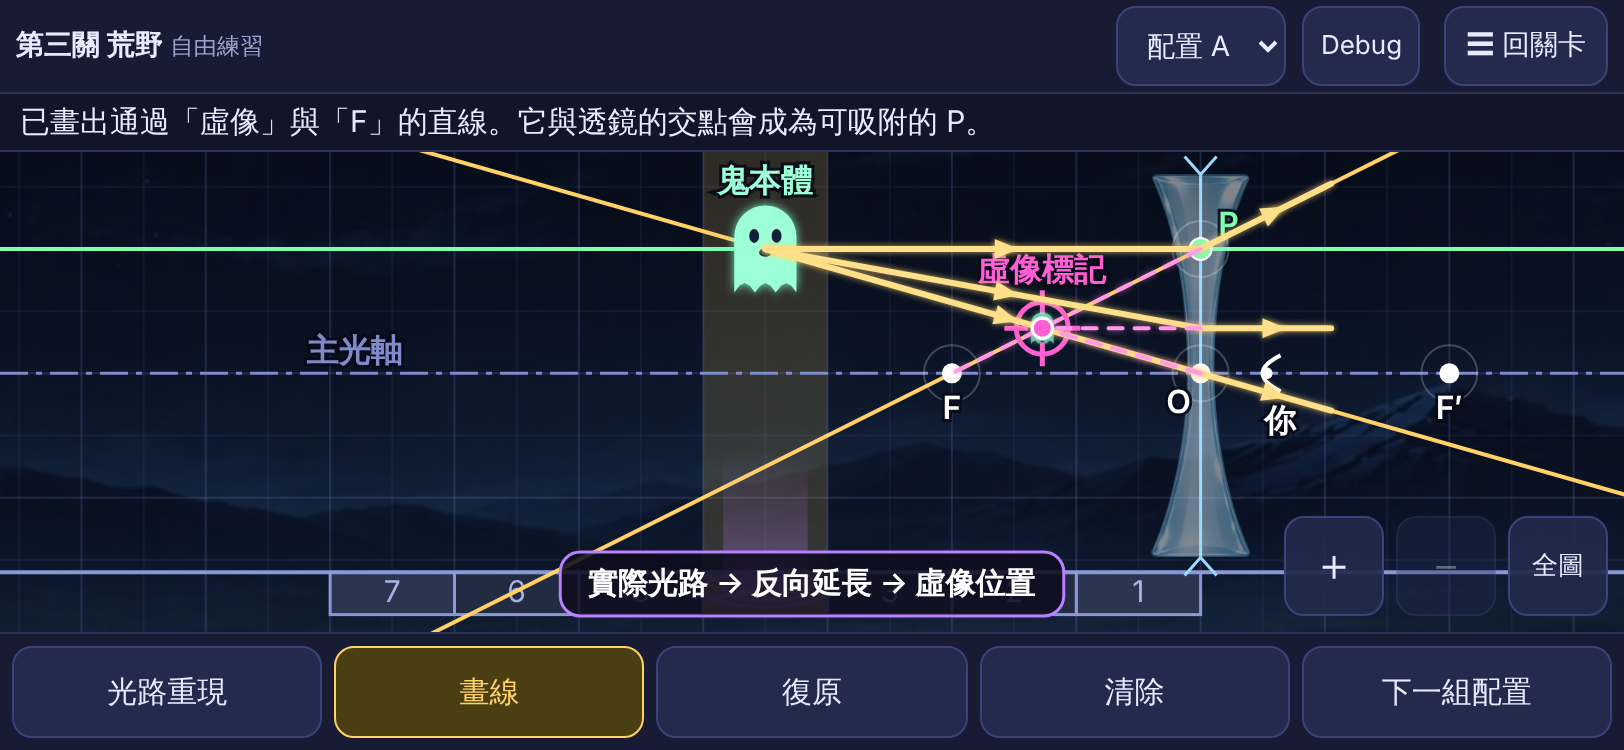 第三關 荒野 自由練習
配置 A
Debug
☰ 回關卡
已畫出通過「虛像」與「F」的直線。它與透鏡的交點會成為可吸附的 P。
鬼本體
P
虛像標記
主光軸
F
O
你
F′
7
6
實際光路 → 反向延長 → 虛像位置
1
+
−
全圖
光路重現
畫線
復原
清除
下一組配置